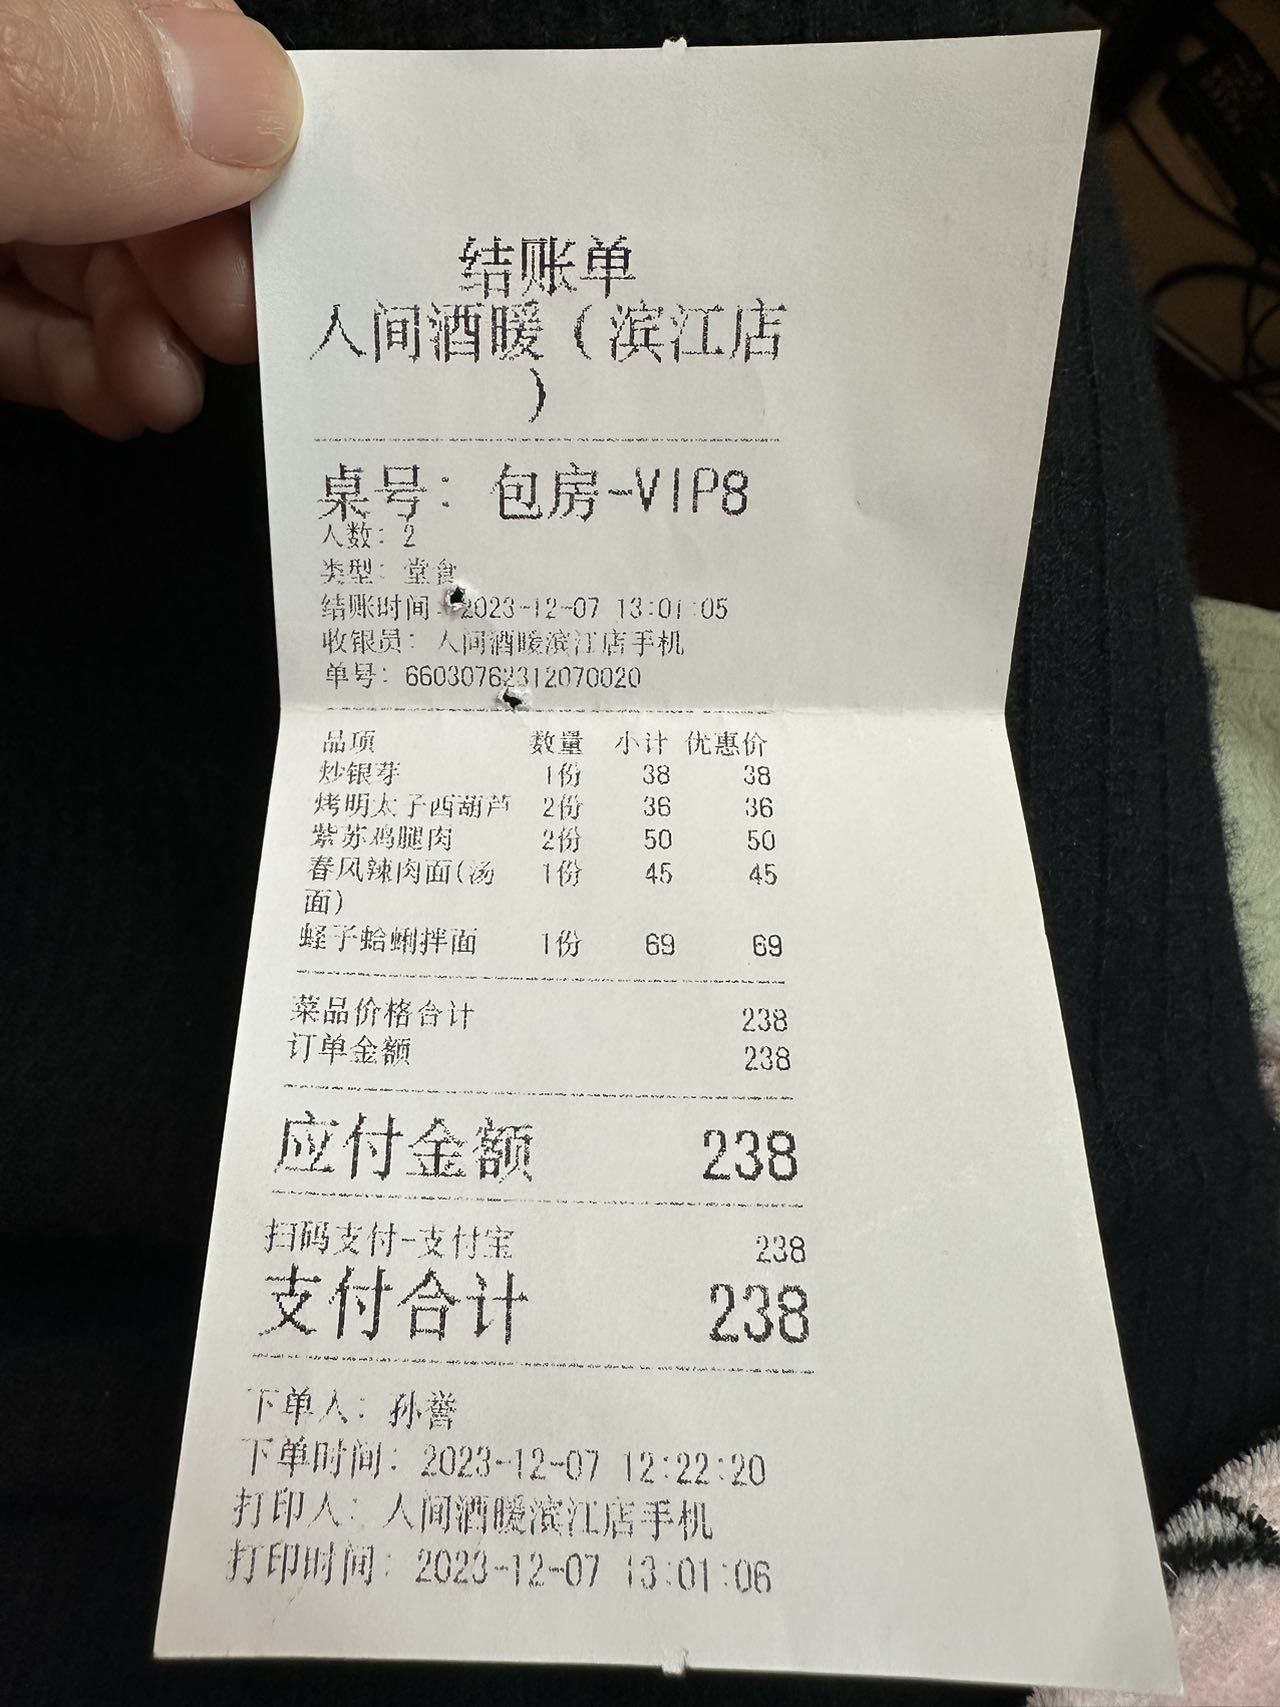 结账单
人间酒暖（滨江店
）
桌号：包房-VIP8
人数：2
类型：堂食
结账时间：2023-12-07 13:01:05
收银员：人间酒暖滨江店手机
单号：660307622312070020
品项 数量 小计 优惠价
炒银芽 1份 38 38
烤明太子西葫芦 2份 36 36
紫苏鸡腿肉 2份 50 50
春风辣肉面(汤 1份 45 45
面)
蛏子蛤蜊拌面 1份 69 69
菜品价格合计 238
订单金额 238
应付金额 238
扫码支付-支付宝 238
支付合计 238
下单人：孙誉
下单时间：2023-12-07 12:22:20
打印人：人间酒暖滨江店手机
打印时间：2023-12-07 13:01:06